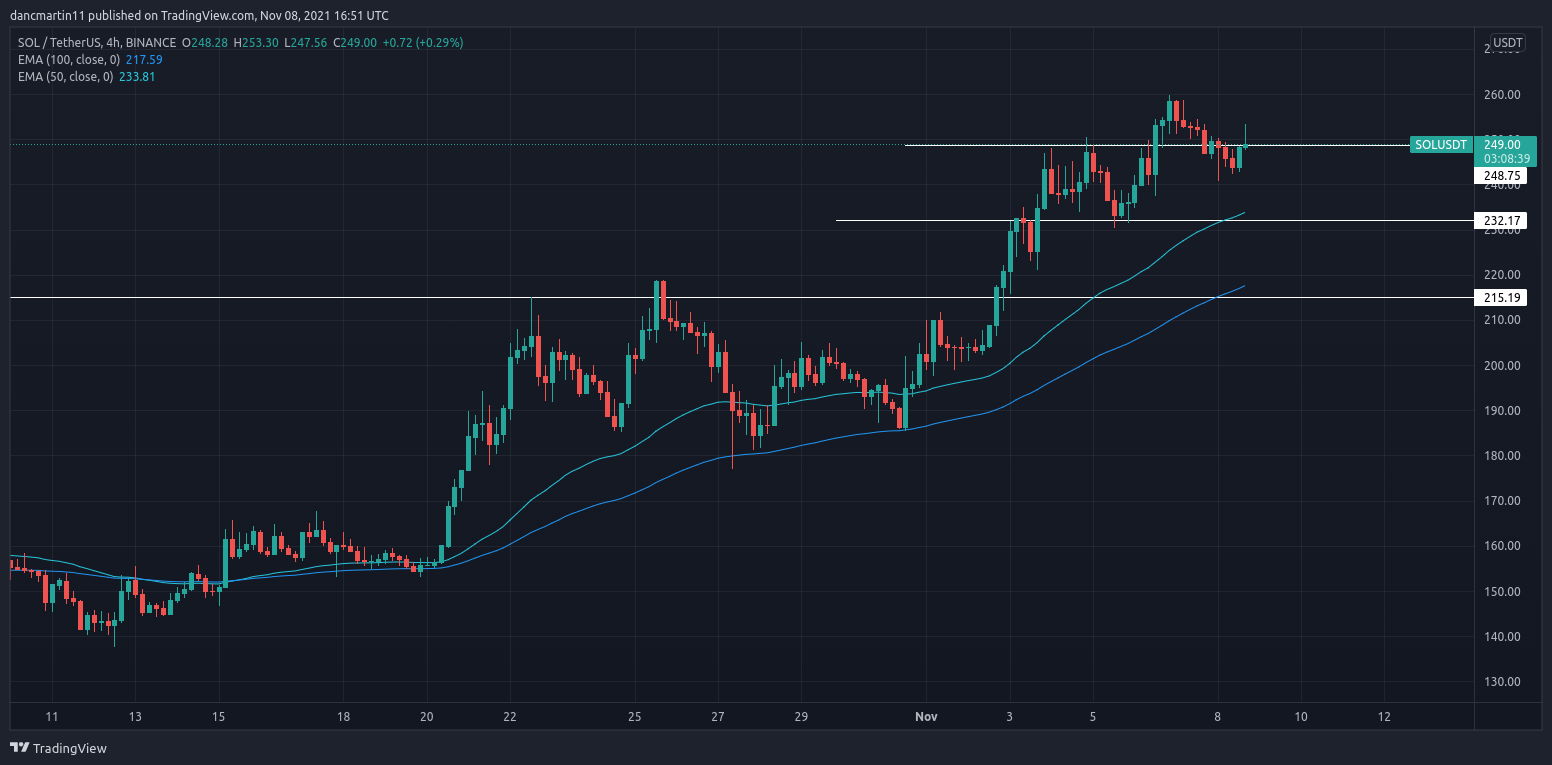 dancmartin11 published on TradingView.com, Nov 08, 2021 16:51 UTC
SOL / TetherUS, 4h, BINANCE O248.28 H253.30 L247.56 C249.00 +0.72 (+0.29%)
EMA (100, close, 0) 217.59
EMA (50, close, 0) 233.81
USDT
260.00
SOLUSDT 249.00
03:08:39
248.75
240.00
232.17
230.00
220.00
215.19
210.00
200.00
190.00
180.00
170.00
160.00
150.00
140.00
130.00
11 13 15 18 20 22 25 27 29 Nov 3 5 8 10 12
TradingView